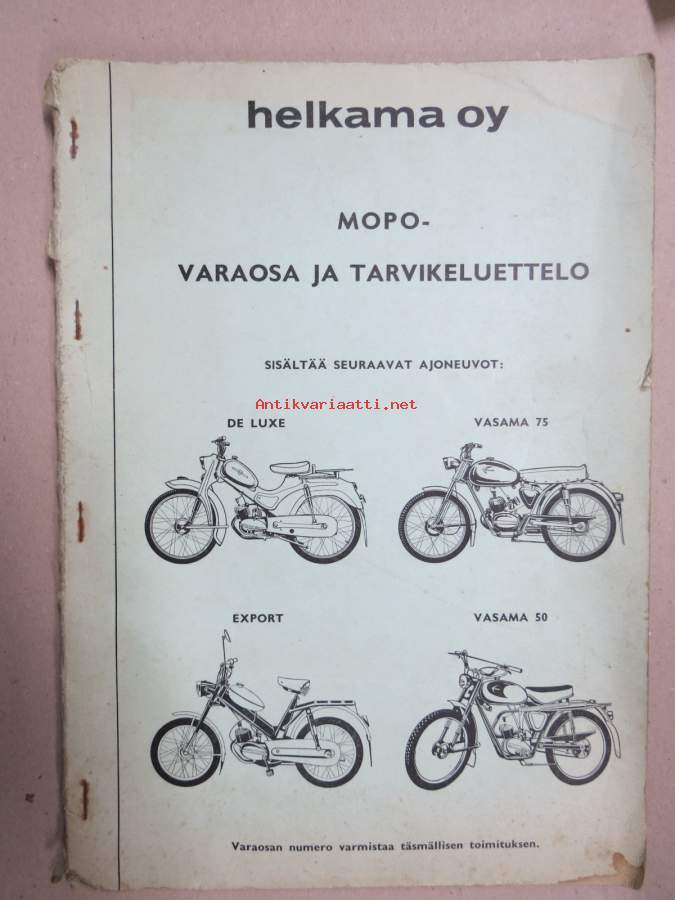 helkama oy
MOPO-
VARAOSA JA TARVIKELUETTELO
SISÄLTÄÄ SEURAAVAT AJONEUVOT:
Antikvariaatti.net
DE LUXE
VASAMA 75
EXPORT
VASAMA 50
Varaosan numero varmistaa täsmällisen toimituksen.